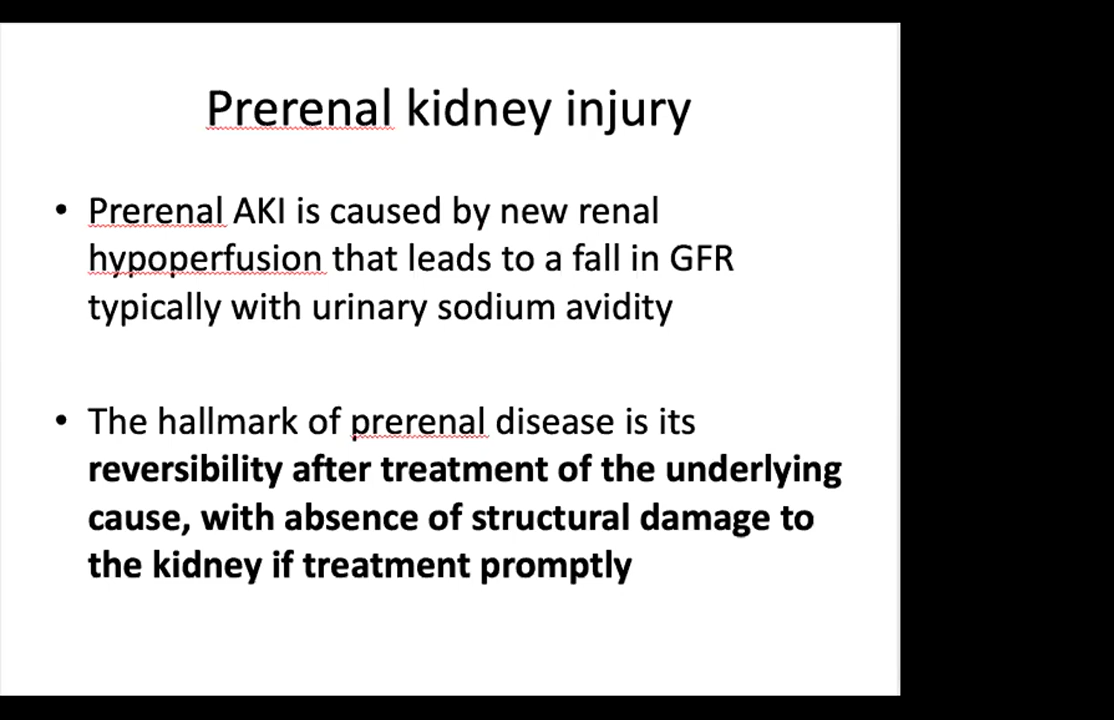 Prerenal kidney injury
• Prerenal AKI is caused by new renal
hypoperfusion that leads to a fall in GFR
typically with urinary sodium avidity
• The hallmark of prerenal disease is its
reversibility after treatment of the underlying
cause, with absence of structural damage to
the kidney if treatment promptly